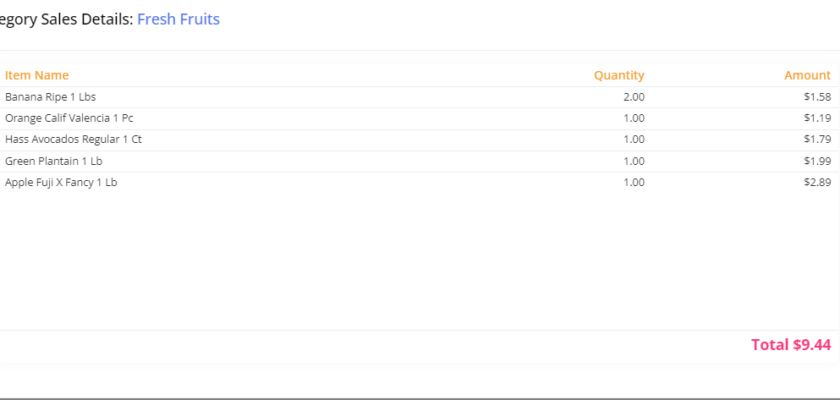 egory Sales Details: Fresh Fruits
Item Name Quantity Amount
Banana Ripe 1 Lbs 2.00 $1.58
Orange Calif Valencia 1 Pc 1.00 $1.19
Hass Avocados Regular 1 Ct 1.00 $1.79
Green Plantain 1 Lb 1.00 $1.99
Apple Fuji X Fancy 1 Lb 1.00 $2.89
Total $9.44